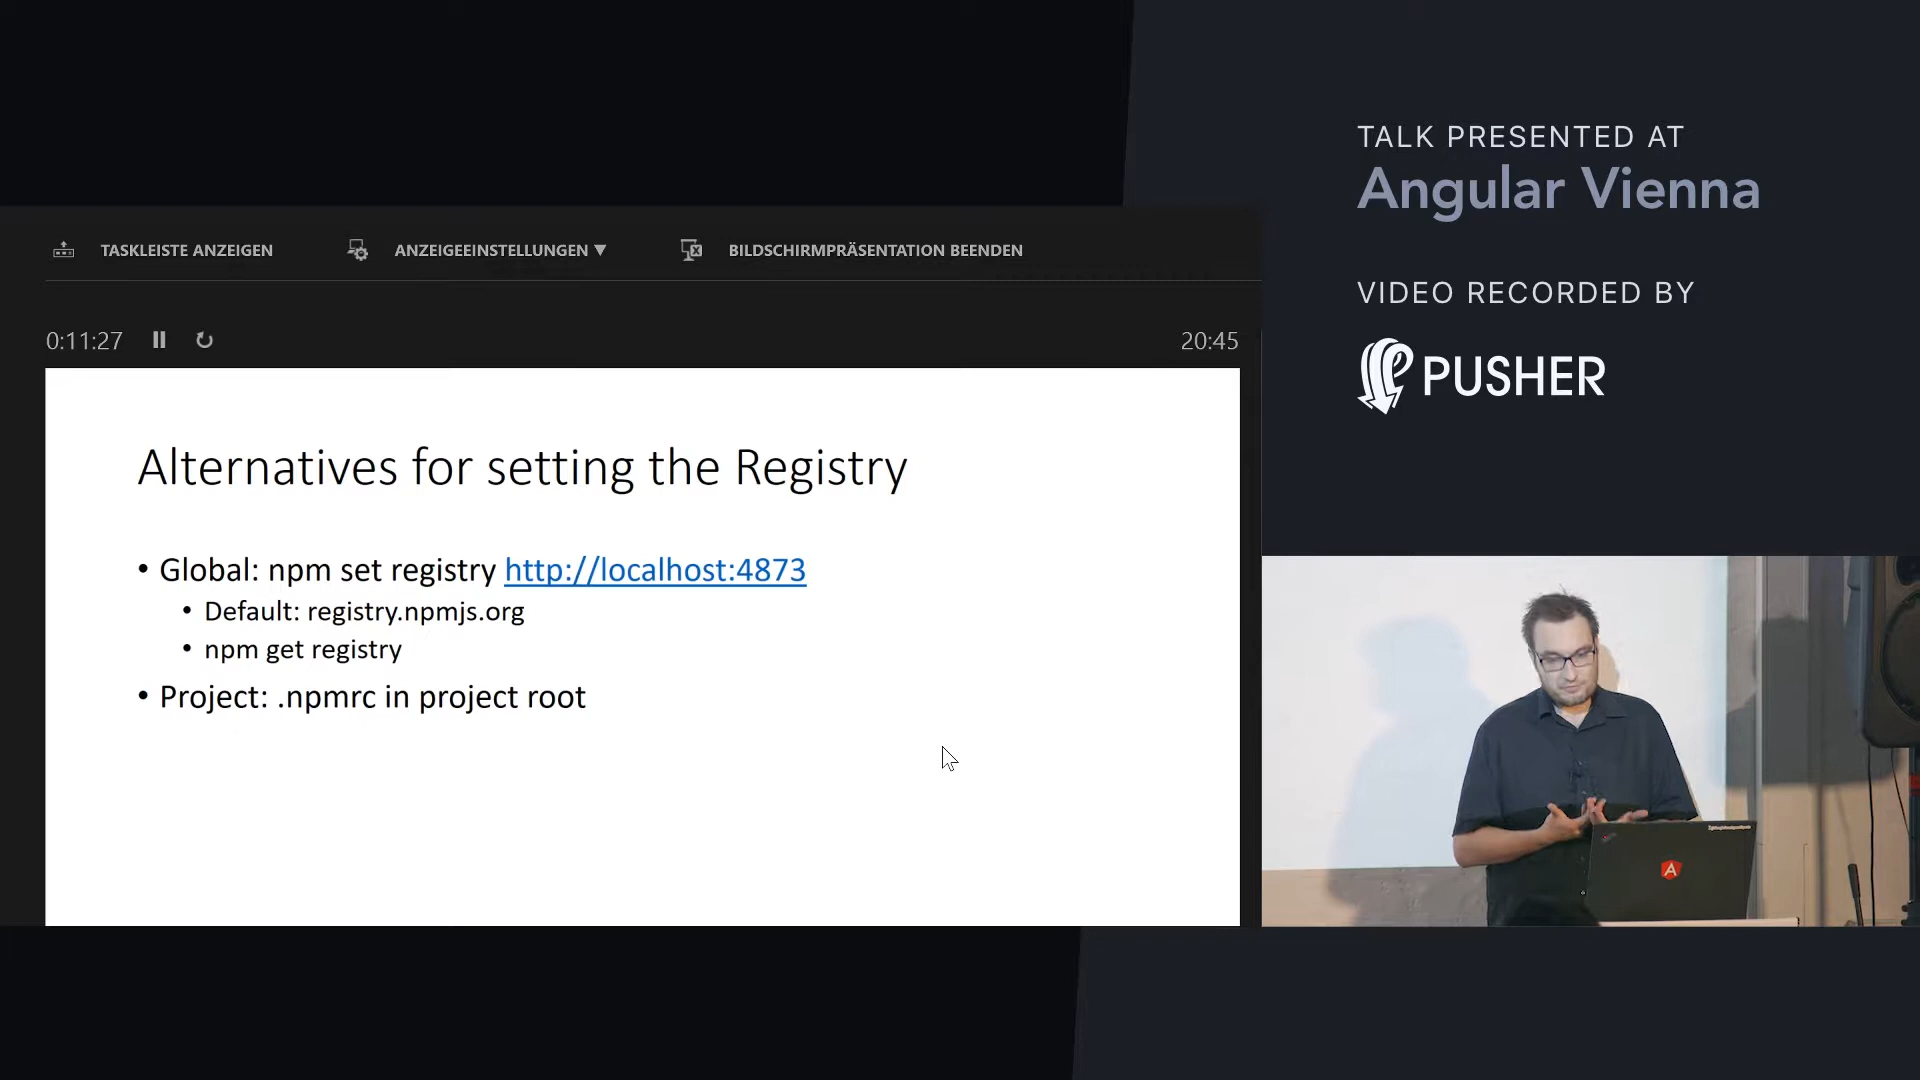 TALK PRESENTED AT
Angular Vienna
VIDEO RECORDED BY
PUSHER
TASKLEISTE ANZEIGEN
ANZEIGEEINSTELLUNGEN ▼
BILDSCHIRMPRÄSENTATION BEENDEN
0:11:27
20:45
Alternatives for setting the Registry
• Global: npm set registry http://localhost:4873
• Default: registry.npmjs.org
• npm get registry
• Project: .npmrc in project root
A